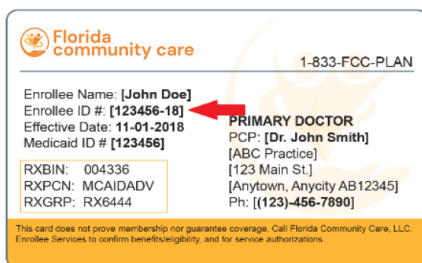 Florida
community care
1-833-FCC-PLAN
Enrollee Name: [John Doe]
Enrollee ID #: [123456-18]
Effective Date: 11-01-2018
Medicaid ID # [123456]
RXBIN: 004336
RXPCN: MCAIDADV
RXGRP: RX6444
PRIMARY DOCTOR
PCP: [Dr. John Smith]
[ABC Practice]
[123 Main St.]
[Anytown, Anycity AB12345]
Ph: [(123)-456-7890]
This card does not prove membership nor guarantee coverage. Call Florida Community Care, LLC.
Enrollee Services to confirm benefits/eligibility, and for service authorizations.